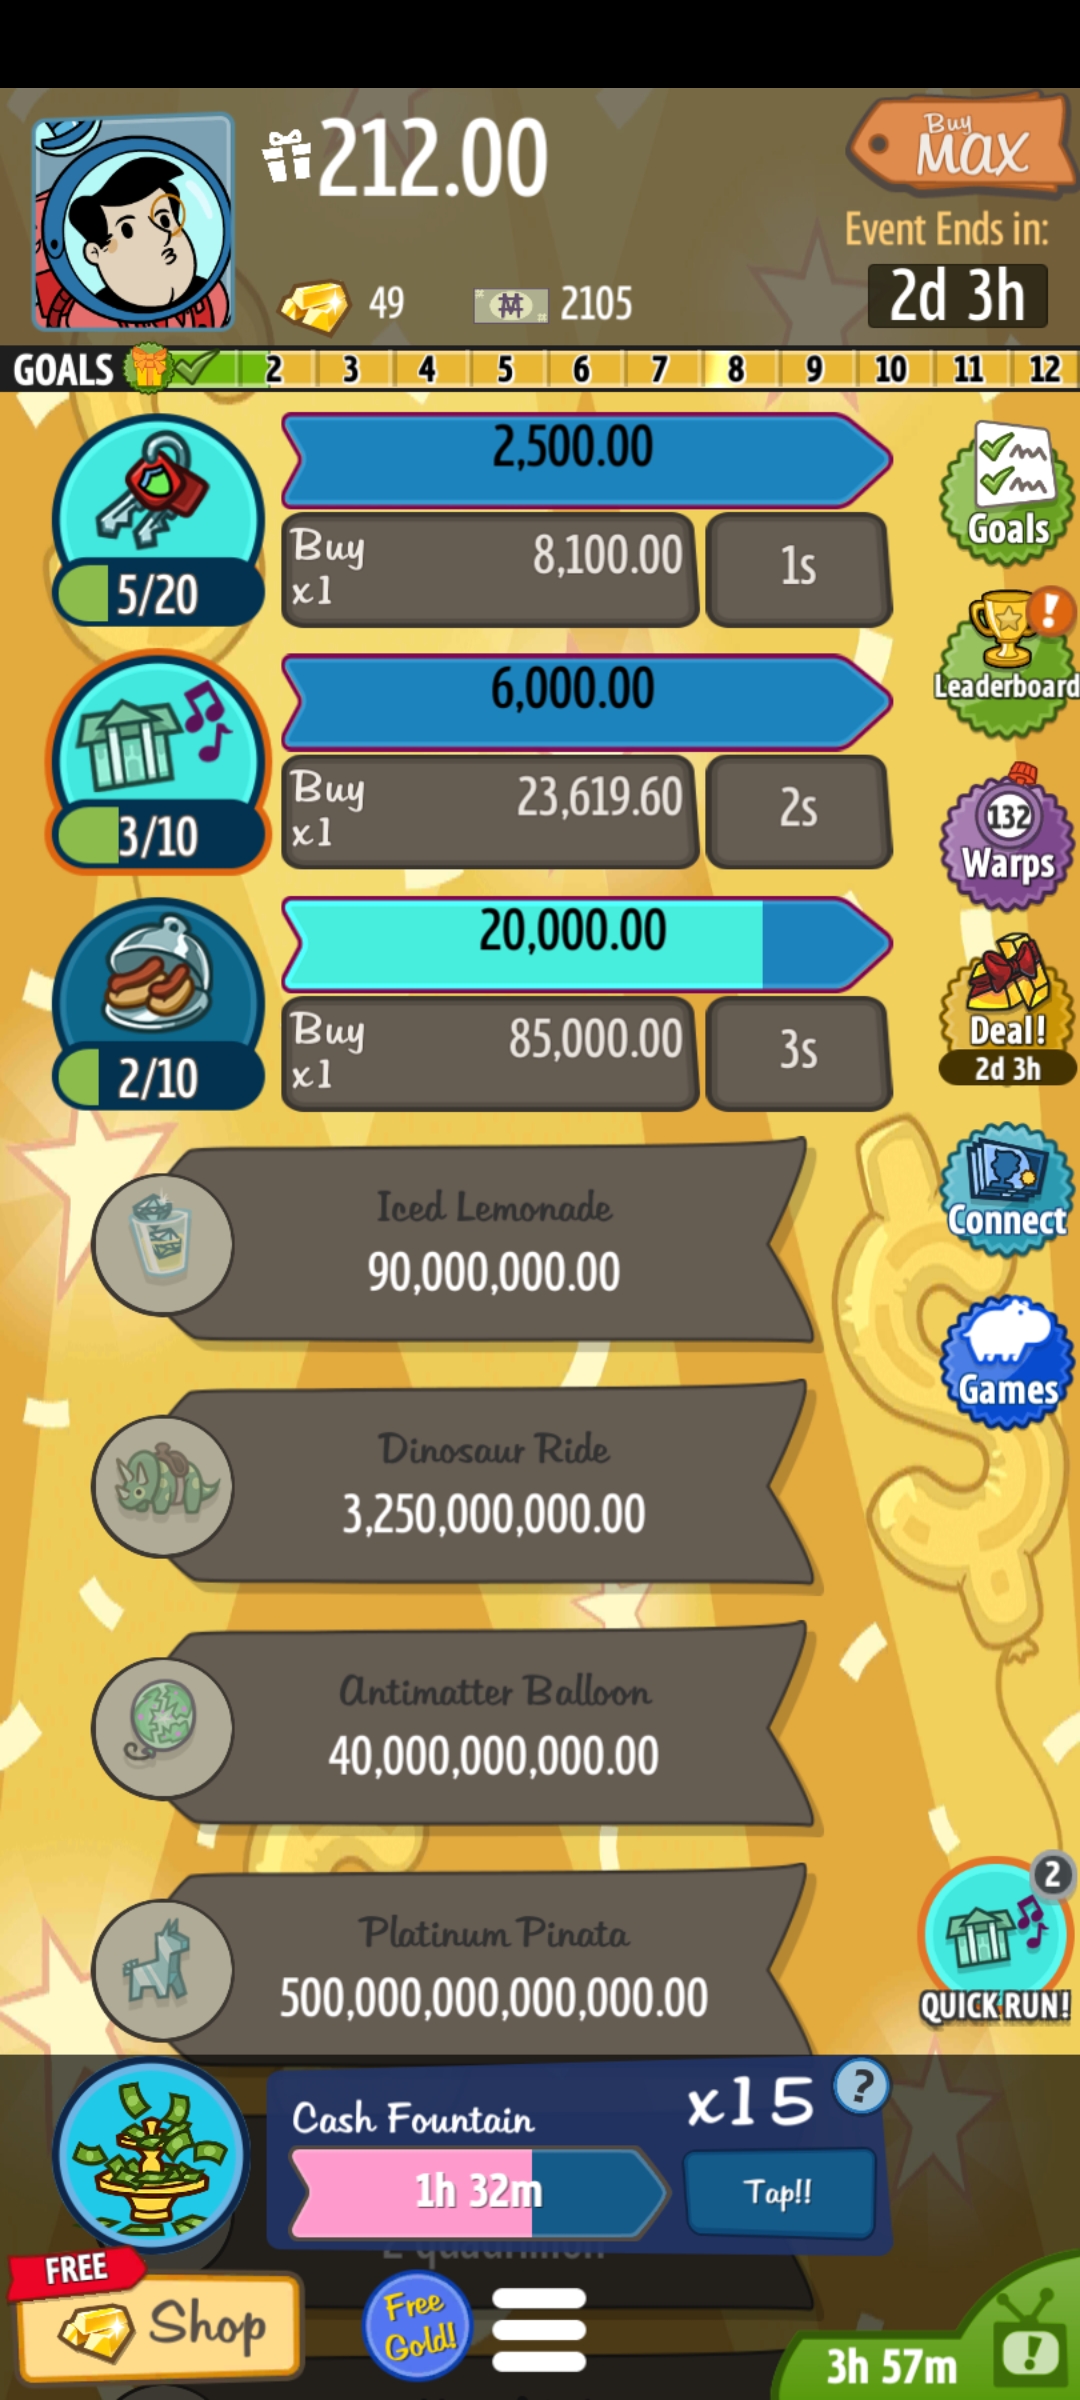 212.00
Buy
MAX
Event Ends in:
49
2105
2d 3h
GOALS 2 3 4 5 6 7 8 9 10 11 12
2,500.00
Buy
x1
8,100.00
1s
5/20
Goals
Leaderboard
6,000.00
Buy
x1
23,619.60
2s
3/10
132
Warps
20,000.00
Buy
x1
85,000.00
3s
2/10
Deal!
2d 3h
Connect
Iced Lemonade
90,000,000.00
Games
Dinosaur Ride
3,250,000,000.00
Antimatter Balloon
40,000,000,000.00
2
QUICK RUN!
Platinum Pinata
500,000,000,000,000.00
Cash Fountain
x15
?
1h 32m
Tap!!
FREE
Shop
Free
Gold!
3h 57m